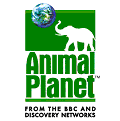 Animal
Planet™
FROM THE BBC AND
DISCOVERY NETWORKS